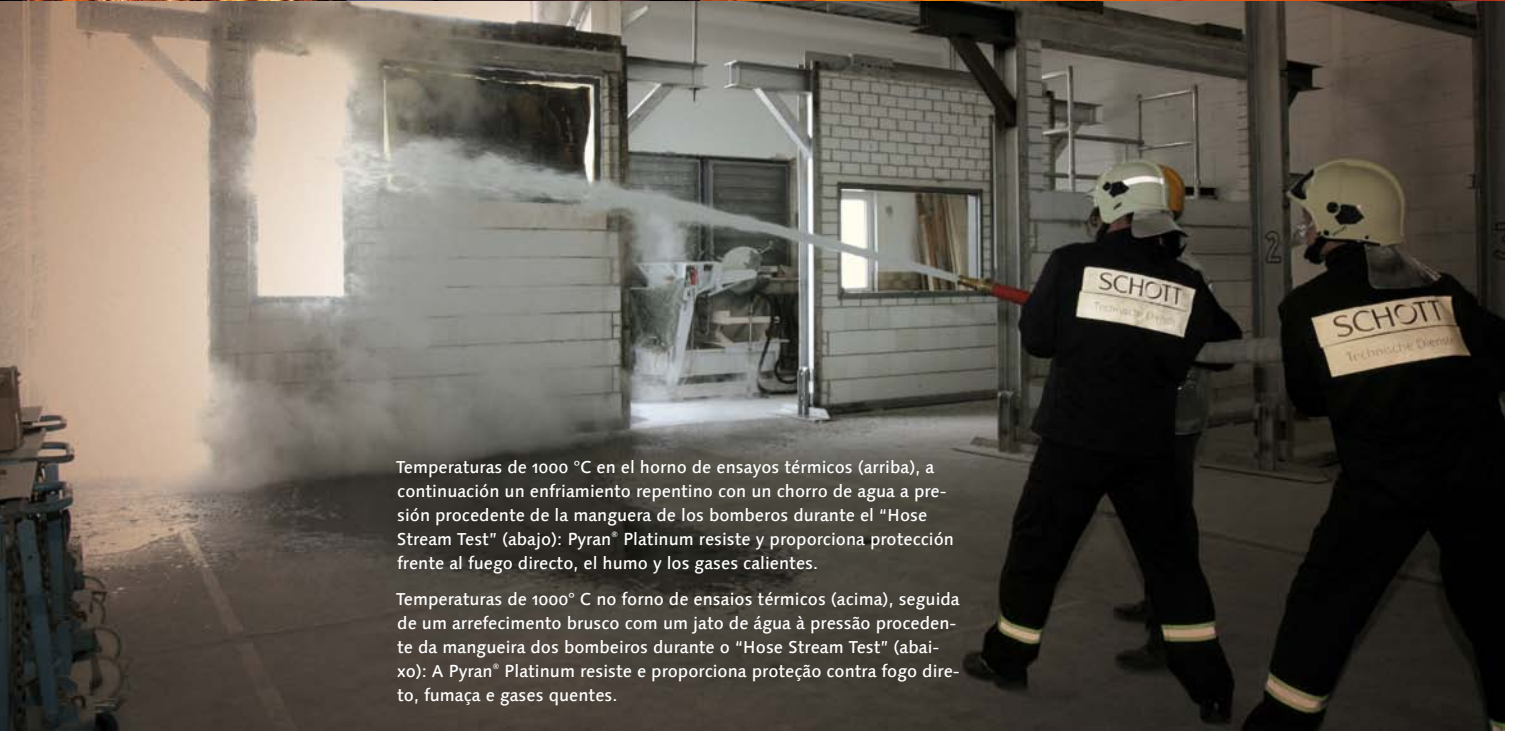 SCHOTT
Technische Dienste
SCHOTT
Technische Dienste
2
Temperaturas de 1000 °C en el horno de ensayos térmicos (arriba), a
continuación un enfriamiento repentino con un chorro de agua a pre-
sión procedente de la manguera de los bomberos durante el “Hose
Stream Test” (abajo): Pyran® Platinum resiste y proporciona protección
frente al fuego directo, el humo y los gases calientes.
Temperaturas de 1000° C no forno de ensaios térmicos (acima), seguida
de um arrefecimento brusco com um jato de água à pressão proceden-
te da mangueira dos bombeiros durante o “Hose Stream Test” (abai-
xo): A Pyran® Platinum resiste e proporciona proteção contra fogo dire-
to, fumaça e gases quentes.